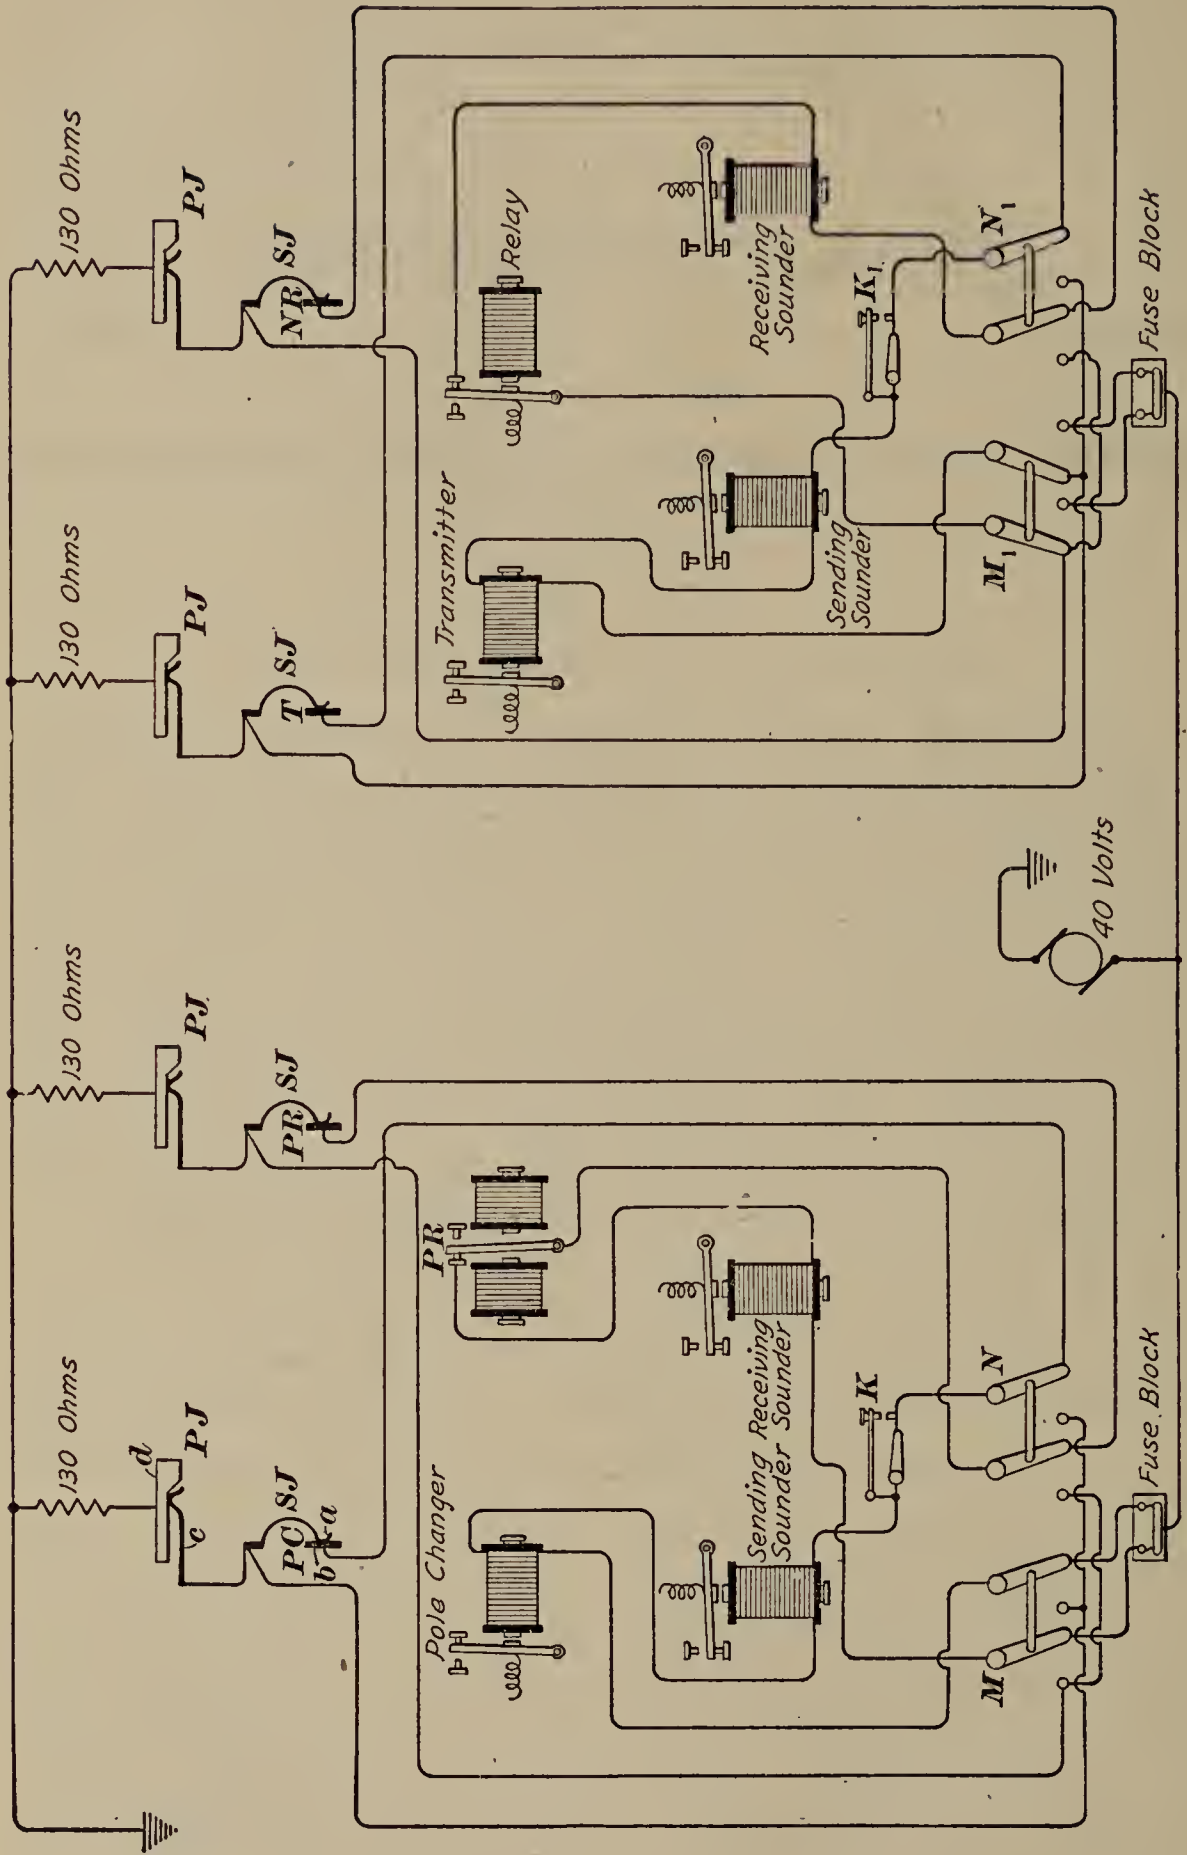 130 Ohms
130 Ohms
130 Ohms
130 Ohms
d
PJ
PJ
PJ
PJ
c
PC SJ
b a
PR SJ
T SJ
NR SJ
Pole Changer
PR
Transmitter
Relay
Sending Receiving
Sounder Sounder
Sending
Sounder
Receiving
Sounder
K
K1
M
N
M1
N1
40 Volts
Fuse Block
Fuse Block